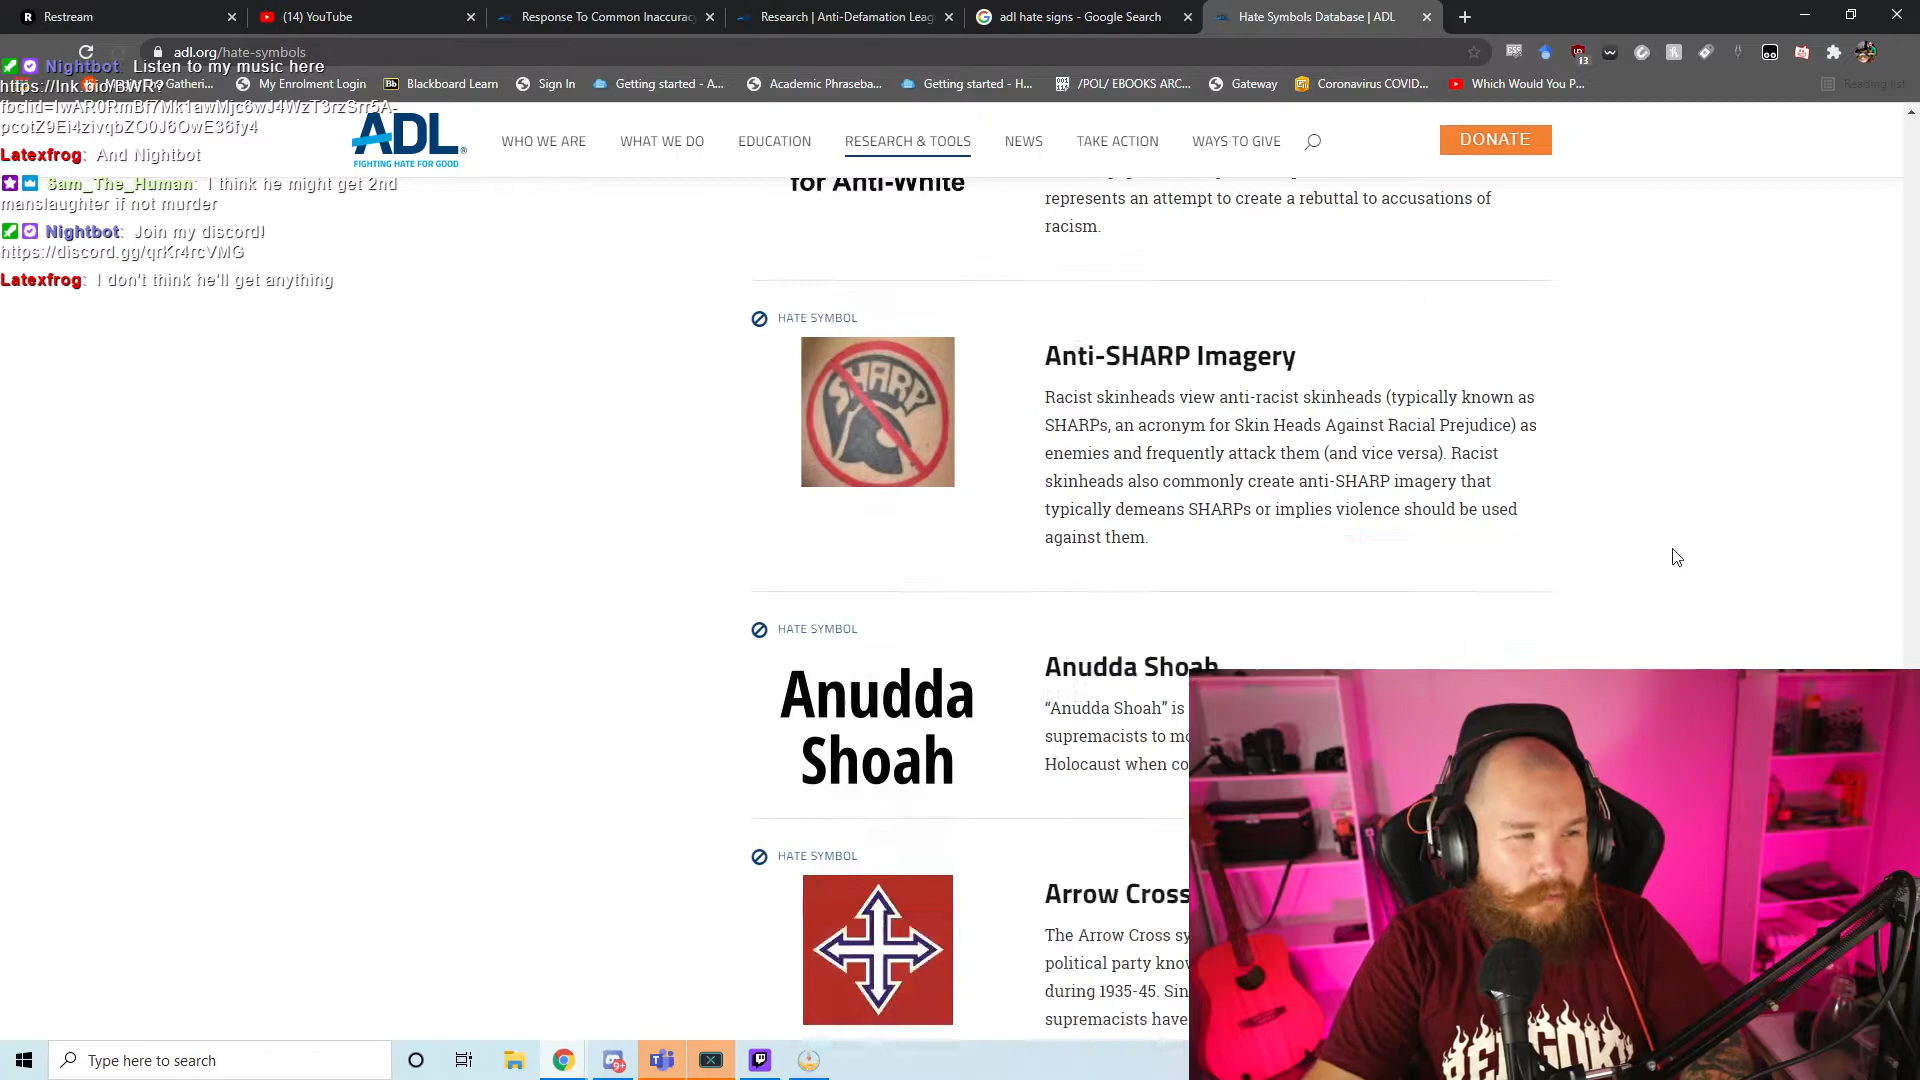 Restream
(14) YouTube
Response To Common Inaccurac
Research | Anti-Defamation Leag
adl hate signs - Google Search
Hate Symbols Database | ADL
adl.org/hate-symbols
Gatheri...
My Enrolment Login
Blackboard Learn
Sign In
Getting started - A...
Academic Phraseba...
Getting started - H...
/POL/ EBOOKS ARC...
Gateway
Coronavirus COVID...
Which Would You P...
Reading list
Nightbot: Listen to my music here
Latexfrog: And Nightbot
Sam_The_Human: I think he might get 2nd
manslaughter if not murder
Nightbot: Join my discord!
https://discord.gg/qrKr4rcVMG
Latexfrog: I don't think he'll get anything
ADL
FIGHTING HATE FOR GOOD
WHO WE ARE
WHAT WE DO
EDUCATION
RESEARCH & TOOLS
NEWS
TAKE ACTION
WAYS TO GIVE
DONATE
for Anti-White
represents an attempt to create a rebuttal to accusations of
racism.
HATE SYMBOL
SHARP
Anti-SHARP Imagery
Racist skinheads view anti-racist skinheads (typically known as
SHARPs, an acronym for Skin Heads Against Racial Prejudice) as
enemies and frequently attack them (and vice versa). Racist
skinheads also commonly create anti-SHARP imagery that
typically demeans SHARPs or implies violence should be used
against them.
HATE SYMBOL
Anudda
Shoah
Anudda Shoah
“Anudda Shoah” is
supremacists to mo
Holocaust when co
HATE SYMBOL
Arrow Cross
The Arrow Cross sy
political party know
during 1935-45. Sin
supremacists have
Type here to search